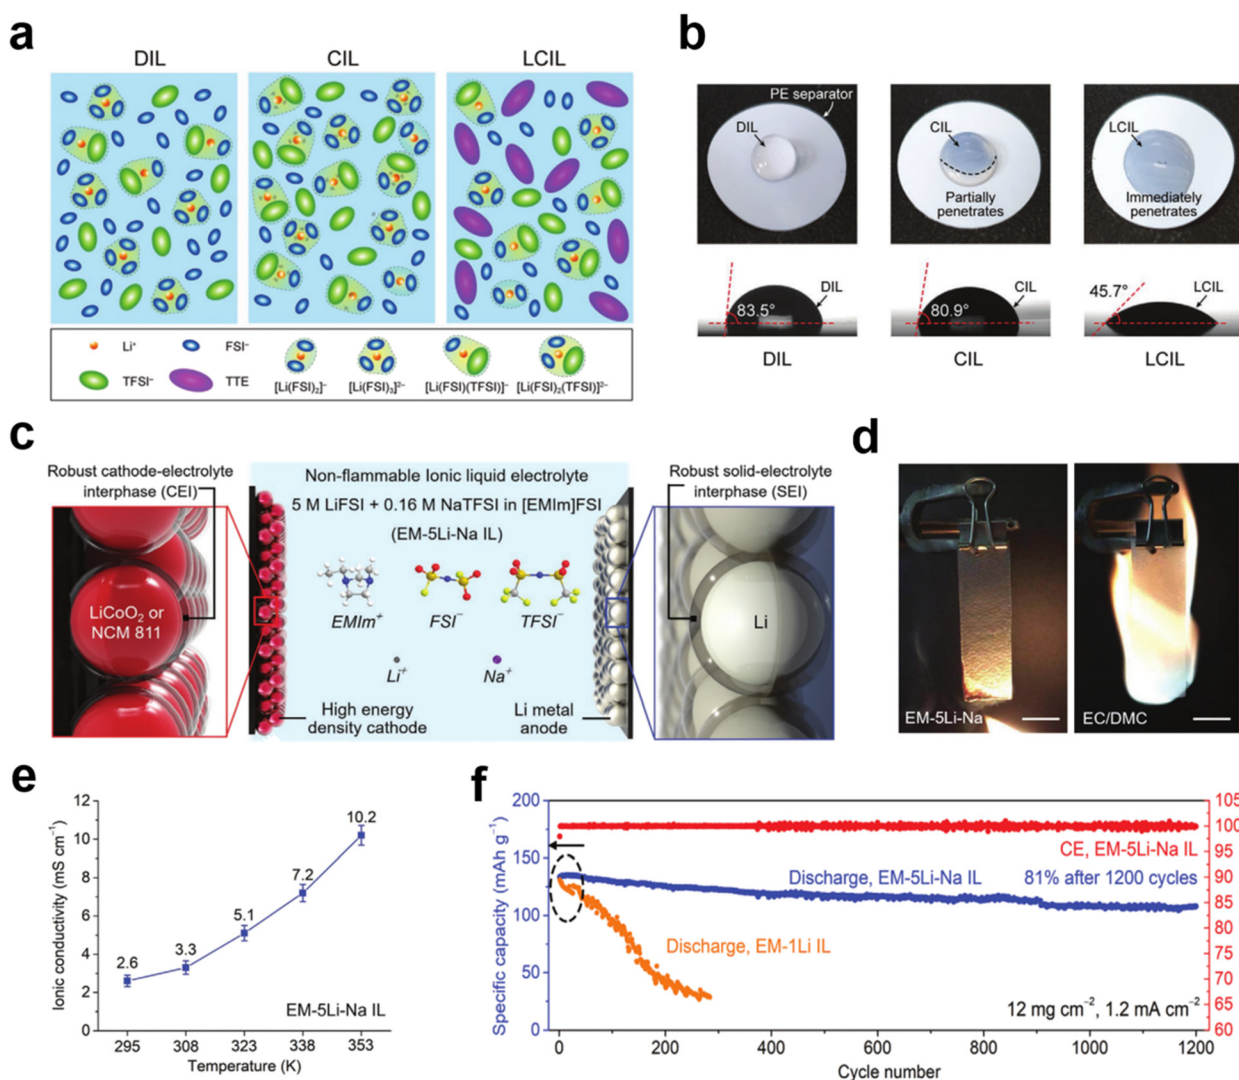 a
DIL
CIL
LCIL
Li⁺
FSI⁻
TFSI⁻
TTE
[Li(FSI)₂]⁻
[Li(FSI)₃]²⁻
[Li(FSI)(TFSI)]⁻
[Li(FSI)₂(TFSI)]²⁻
b
PE separator
DIL
CIL
Partially
penetrates
LCIL
Immediately
penetrates
83.5°
DIL
DIL
80.9°
CIL
CIL
45.7°
LCIL
LCIL
c
Robust cathode-electrolyte
interphase (CEI)
LiCoO₂ or
NCM 811
Non-flammable Ionic liquid electrolyte
5 M LiFSI + 0.16 M NaTFSI in [EMIm]FSI
(EM-5Li-Na IL)
EMIm⁺
FSI⁻
TFSI⁻
Li⁺
Na⁺
High energy
density cathode
Li metal
anode
Robust solid-electrolyte
interphase (SEI)
Li
d
EM-5Li-Na
EC/DMC
e
Ionic conductivity (mS cm⁻¹)
12
10
8
6
4
2
0
2.6
3.3
5.1
7.2
10.2
EM-5Li-Na IL
295
308
323
338
353
Temperature (K)
f
Specific capacity (mAh g⁻¹)
200
150
100
50
0
105
100
95
90
85
80
75
70
65
60
CE, EM-5Li-Na IL
Discharge, EM-5Li-Na IL
81% after 1200 cycles
Discharge, EM-1Li IL
12 mg cm⁻², 1.2 mA cm⁻²
0
200
400
600
800
1000
1200
Cycle number